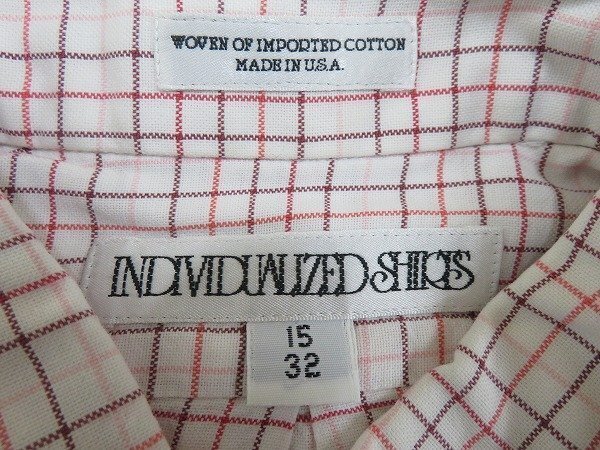 WOVEN OF IMPORTED COTTON
MADE IN U.S.A.
INDIVIDUALIZED SHIRTS
15
32